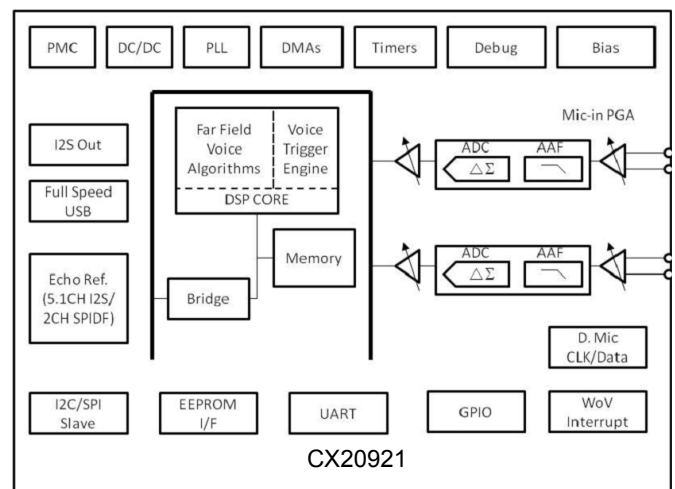 PMC
DC/DC
PLL
DMAs
Timers
Debug
Bias
Mic-in PGA
I2S Out
Far Field
Voice
Algorithms
Voice
Trigger
Engine
DSP CORE
ADC
AAF
ΔΣ
Full Speed
USB
Memory
ADC
AAF
ΔΣ
Echo Ref.
(5.1CH I2S/
2CH SPIDF)
Bridge
D. Mic
CLK/Data
I2C/SPI
Slave
EEPROM
I/F
UART
GPIO
WoV
Interrupt
CX20921